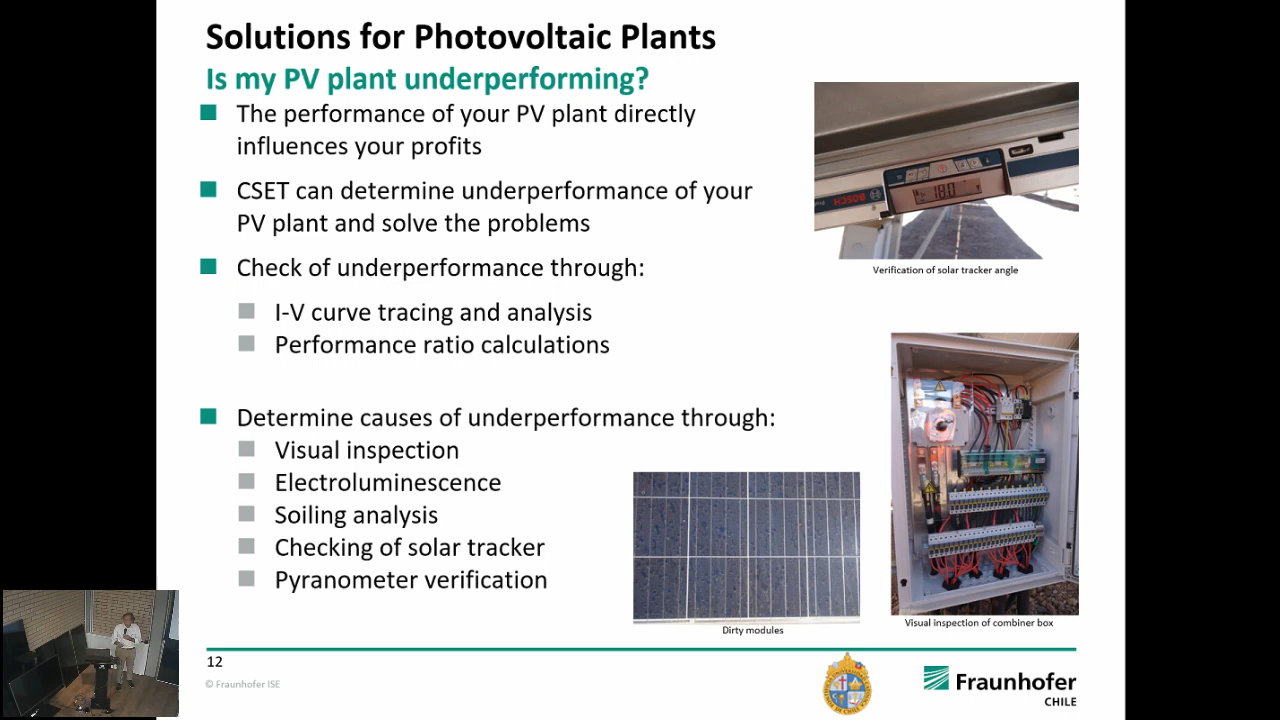 Solutions for Photovoltaic Plants
Is my PV plant underperforming?
The performance of your PV plant directly
influences your profits
CSET can determine underperformance of your
PV plant and solve the problems
Check of underperformance through:
I-V curve tracing and analysis
Performance ratio calculations
Determine causes of underperformance through:
Visual inspection
Electroluminescence
Soiling analysis
Checking of solar tracker
Pyranometer verification
BOSCH
18.0
Verification of solar tracker angle
Dirty modules
Visual inspection of combiner box
12
© Fraunhofer ISE
Fraunhofer
CHILE